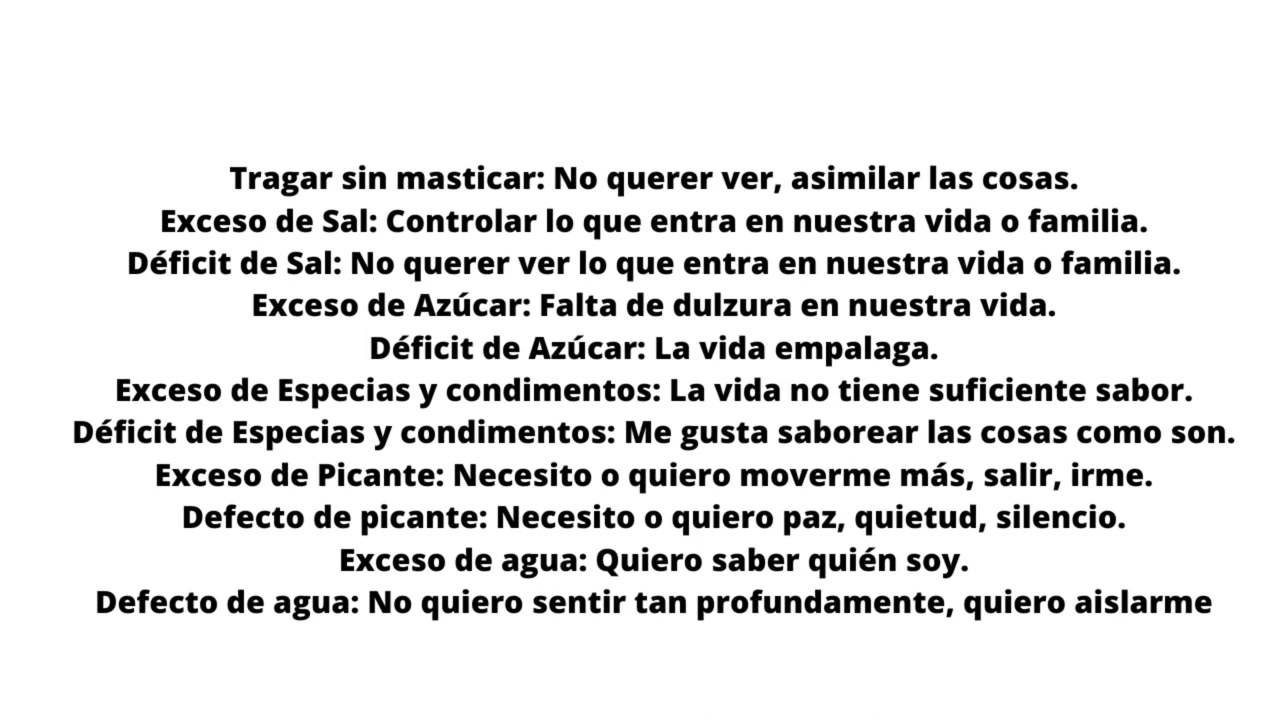 Tragar sin masticar: No querer ver, asimilar las cosas.
Exceso de Sal: Controlar lo que entra en nuestra vida o familia.
Déficit de Sal: No querer ver lo que entra en nuestra vida o familia.
Exceso de Azúcar: Falta de dulzura en nuestra vida.
Déficit de Azúcar: La vida empalaga.
Exceso de Especias y condimentos: La vida no tiene suficiente sabor.
Déficit de Especias y condimentos: Me gusta saborear las cosas como son.
Exceso de Picante: Necesito o quiero moverme más, salir, irme.
Defecto de picante: Necesito o quiero paz, quietud, silencio.
Exceso de agua: Quiero saber quién soy.
Defecto de agua: No quiero sentir tan profundamente, quiero aislarme